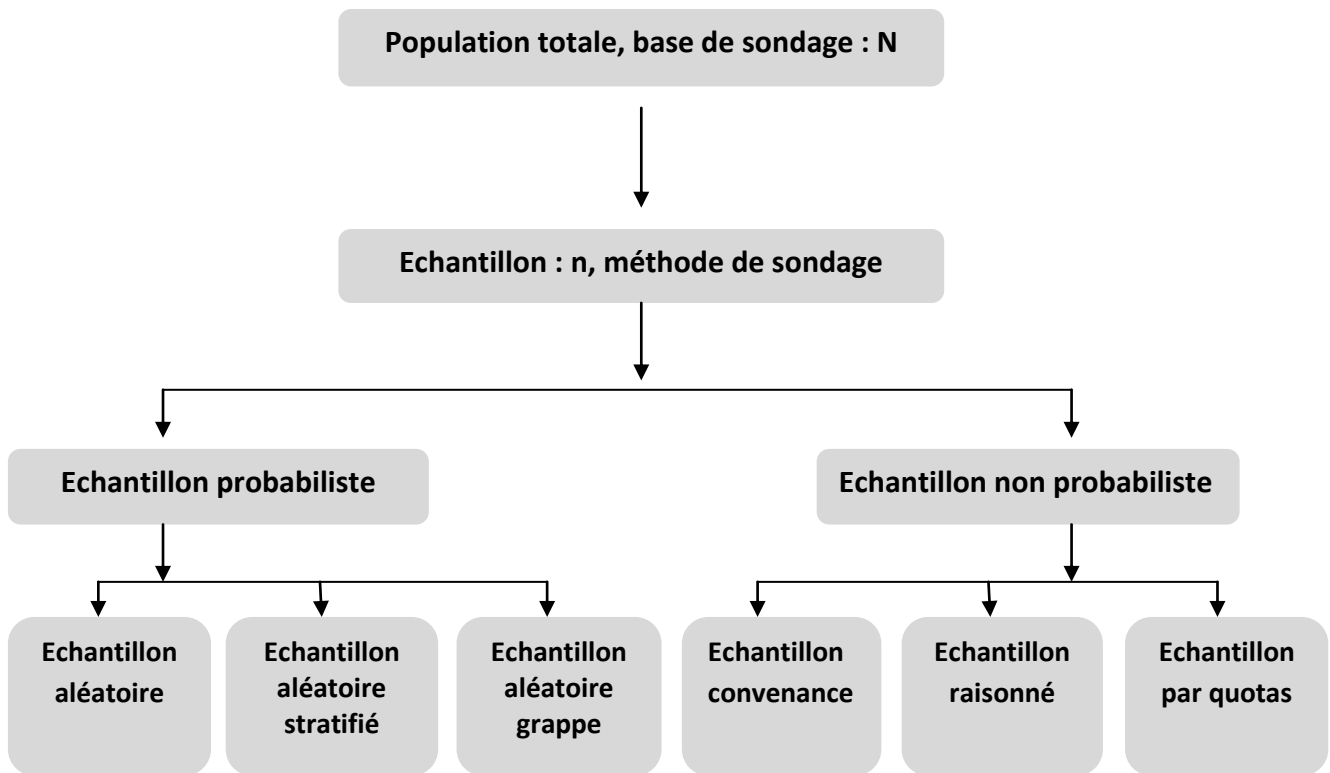 Population totale, base de sondage : N
Echantillon : n, méthode de sondage
Echantillon probabiliste
Echantillon non probabiliste
Echantillon
aléatoire
Echantillon
aléatoire
stratifié
Echantillon
aléatoire
grappe
Echantillon
convenance
Echantillon
raisonné
Echantillon
par quotas